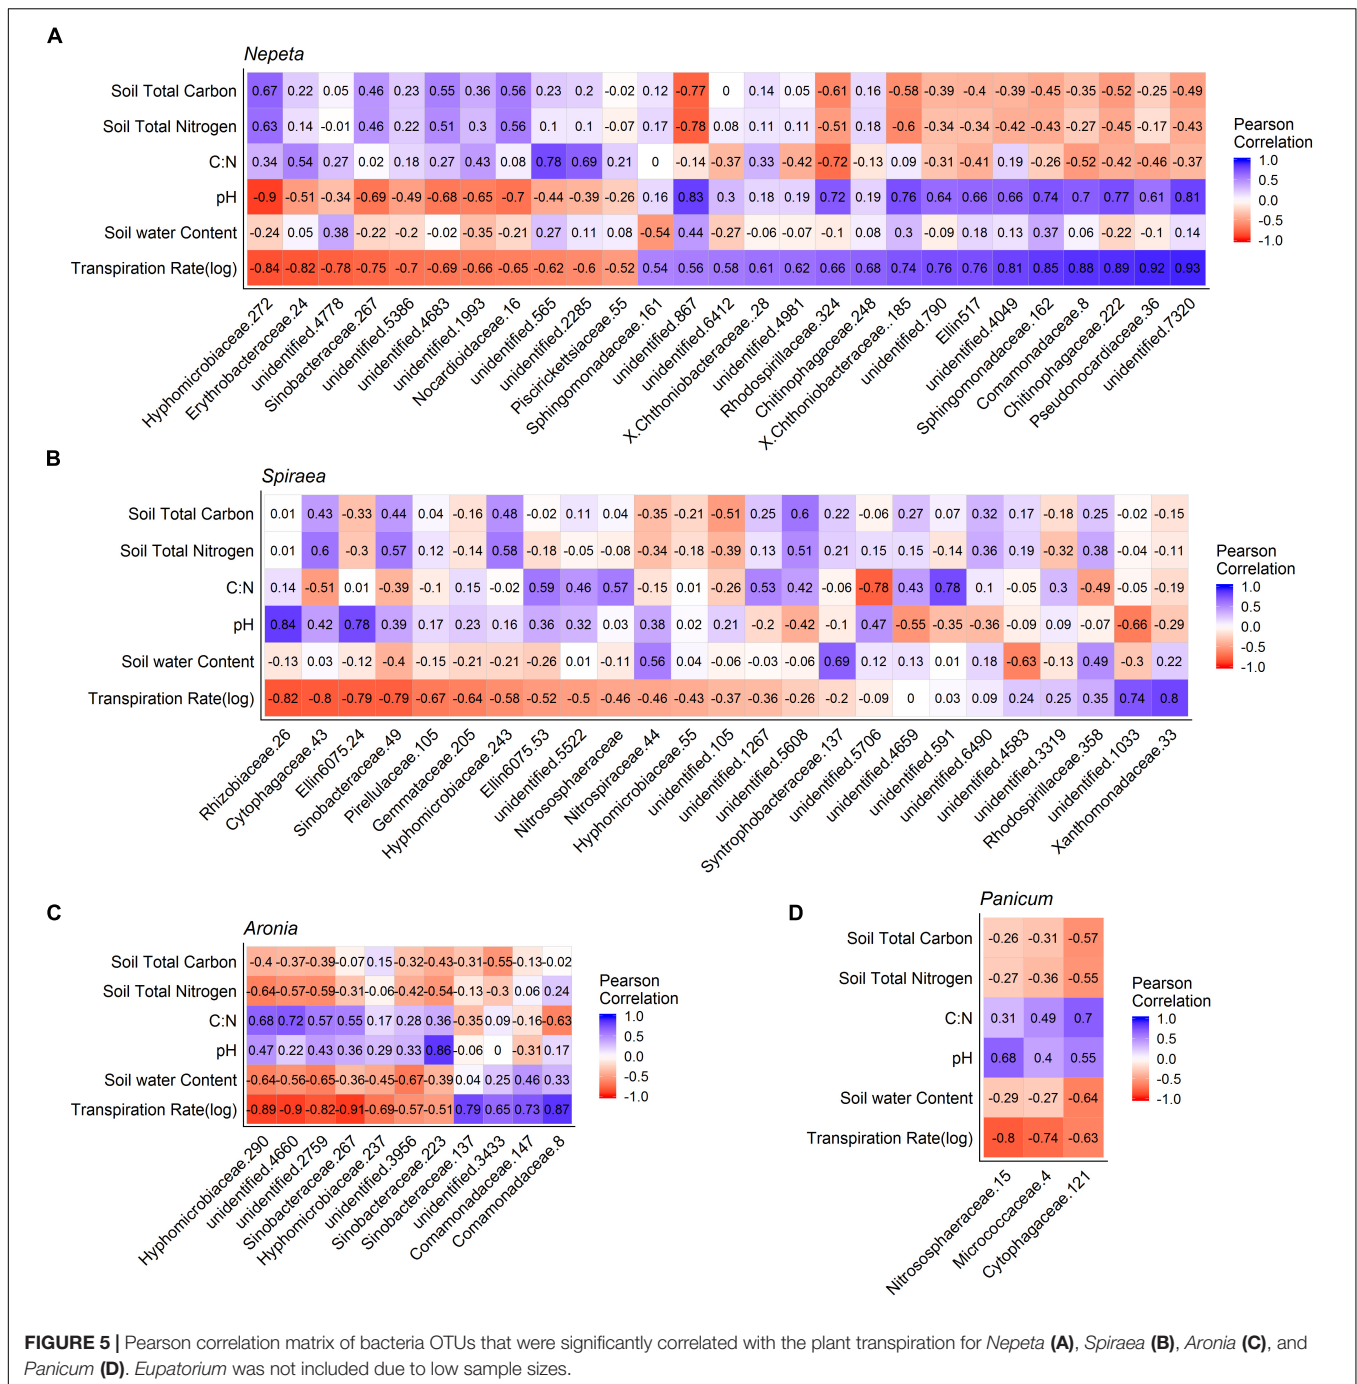 A
Nepeta
Soil Total Carbon 0.67 0.22 0.05 0.46 0.23 0.55 0.36 0.56 0.23 0.2 -0.02 0.12 -0.77 0 0.14 0.05 -0.61 0.16 -0.58 -0.39 -0.4 -0.39 -0.45 -0.35 -0.52 -0.25 -0.49
Soil Total Nitrogen 0.63 0.14 -0.01 0.46 0.22 0.51 0.3 0.56 0.1 0.1 -0.07 0.17 -0.78 0.08 0.11 0.11 -0.51 0.18 -0.6 -0.34 -0.34 -0.42 -0.43 -0.27 -0.45 -0.17 -0.43
C:N 0.34 0.54 0.27 0.02 0.18 0.27 0.43 0.08 0.78 0.69 0.21 0 -0.14 -0.37 0.33 -0.42 -0.72 -0.13 0.09 -0.31 -0.41 0.19 -0.26 -0.52 -0.42 -0.46 -0.37
pH -0.9 -0.51 -0.34 -0.69 -0.49 -0.68 -0.65 -0.7 -0.44 -0.39 -0.26 0.16 0.83 0.3 0.18 0.19 0.72 0.19 0.76 0.64 0.66 0.66 0.74 0.7 0.77 0.61 0.81
Soil water Content -0.24 0.05 0.38 -0.22 -0.2 -0.02 -0.35 -0.21 0.27 0.11 0.08 -0.54 0.44 -0.27 -0.06 -0.07 -0.1 0.08 0.3 -0.09 0.18 0.13 0.37 0.06 -0.22 -0.1 0.14
Transpiration Rate(log) -0.84 -0.82 -0.78 -0.75 -0.7 -0.69 -0.66 -0.65 -0.62 -0.6 -0.52 0.54 0.56 0.58 0.61 0.62 0.66 0.68 0.74 0.76 0.76 0.81 0.85 0.88 0.89 0.92 0.93
Hyphomicrobiaceae.272
Erythrobacteraceae.24
unidentified.4778
Sinobacteraceae.267
unidentified.5386
unidentified.4683
unidentified.1993
Nocardioidaceae.16
unidentified.565
unidentified.2285
Piscirickettsiaceae.55
Sphingomonadaceae.161
unidentified.867
unidentified.6412
X.Chthoniobacteraceae..28
unidentified.4981
Rhodospirillaceae.324
Chitinophagaceae.248
X.Chthoniobacteraceae..185
unidentified.790
Ellin517
unidentified.4049
Sphingomonadaceae.162
Comamonadaceae.8
Chitinophagaceae.222
Pseudonocardiaceae.36
unidentified.7320
Pearson
Correlation
1.0
0.5
0.0
-0.5
-1.0
B
Spiraea
Soil Total Carbon 0.01 0.43 -0.33 0.44 0.04 -0.16 0.48 -0.02 0.11 0.04 -0.35 -0.21 -0.51 0.25 0.6 0.22 -0.06 0.27 0.07 0.32 0.17 -0.18 0.25 -0.02 -0.15
Soil Total Nitrogen 0.01 0.6 -0.3 0.57 0.12 -0.14 0.58 -0.18 -0.05 -0.08 -0.34 -0.18 -0.39 0.13 0.51 0.21 0.15 0.15 -0.14 0.36 0.19 -0.32 0.38 -0.04 -0.11
C:N 0.14 -0.51 0.01 -0.39 -0.1 0.15 -0.02 0.59 0.46 0.57 -0.15 0.01 -0.26 0.53 0.42 -0.06 -0.78 0.43 0.78 0.1 -0.05 0.3 -0.49 -0.05 -0.19
pH 0.84 0.42 0.78 0.39 0.17 0.23 0.16 0.36 0.32 0.03 0.38 0.02 0.21 -0.2 -0.42 -0.1 0.47 -0.55 -0.35 -0.36 -0.09 0.09 -0.07 -0.66 -0.29
Soil water Content -0.13 0.03 -0.12 -0.4 -0.15 -0.21 -0.21 -0.26 0.01 -0.11 0.56 0.04 -0.06 -0.03 -0.06 0.69 0.12 0.13 0.01 0.18 -0.63 -0.13 0.49 -0.3 0.22
Transpiration Rate(log) -0.82 -0.8 -0.79 -0.79 -0.67 -0.64 -0.58 -0.52 -0.5 -0.46 -0.46 -0.43 -0.37 -0.36 -0.26 -0.2 -0.09 0 0.03 0.09 0.24 0.25 0.35 0.74 0.8
Rhizobiaceae.26
Cytophagaceae.43
Ellin6075.24
Sinobacteraceae.49
Pirellulaceae.105
Gemmataceae.205
Hyphomicrobiaceae.243
Ellin6075.53
unidentified.5522
Nitrososphaeraceae
Nitrospiraceae.44
Hyphomicrobiaceae.55
unidentified.105
unidentified.1267
unidentified.5608
Syntrophobacteraceae.137
unidentified.5706
unidentified.4659
unidentified.591
unidentified.6490
unidentified.4583
unidentified.3319
Rhodospirillaceae.358
unidentified.1033
Xanthomonadaceae.33
Pearson
Correlation
1.0
0.5
0.0
-0.5
-1.0
C
Aronia
Soil Total Carbon -0.4 -0.37 -0.39 -0.07 0.15 -0.32 -0.43 -0.31 -0.55 -0.13 -0.02
Soil Total Nitrogen -0.64 -0.57 -0.59 -0.31 -0.06 -0.42 -0.54 -0.13 -0.3 0.06 0.24
C:N 0.68 0.72 0.57 0.55 0.17 0.28 0.36 -0.35 0.09 -0.16 -0.63
pH 0.47 0.22 0.43 0.36 0.29 0.33 0.86 -0.06 0 -0.31 0.17
Soil water Content -0.64 -0.56 -0.65 -0.36 -0.45 -0.67 -0.39 0.04 0.25 0.46 0.33
Transpiration Rate(log) -0.89 -0.9 -0.82 -0.91 -0.69 -0.57 -0.51 0.79 0.65 0.73 0.87
Hyphomicrobiaceae.290
unidentified.4660
unidentified.2759
Sinobacteraceae.267
Hyphomicrobiaceae.237
unidentified.3956
Sinobacteraceae.223
Sinobacteraceae.137
unidentified.3433
Comamonadaceae.147
Comamonadaceae.8
Pearson
Correlation
1.0
0.5
0.0
-0.5
-1.0
D
Panicum
Soil Total Carbon -0.26 -0.31 -0.57
Soil Total Nitrogen -0.27 -0.36 -0.55
C:N 0.31 0.49 0.7
pH 0.68 0.4 0.55
Soil water Content -0.29 -0.27 -0.64
Transpiration Rate(log) -0.8 -0.74 -0.63
Nitrososphaeraceae.15
Micrococcaceae.4
Cytophagaceae.121
Pearson
Correlation
1.0
0.5
0.0
-0.5
-1.0
FIGURE 5 | Pearson correlation matrix of bacteria OTUs that were significantly correlated with the plant transpiration for Nepeta (A), Spiraea (B), Aronia (C), and
Panicum (D). Eupatorium was not included due to low sample sizes.